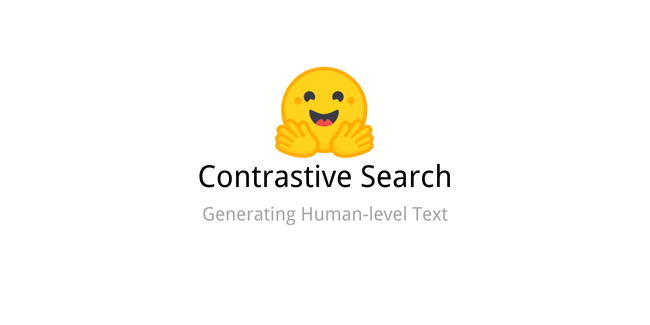 Contrastive Search
Generating Human-level Text